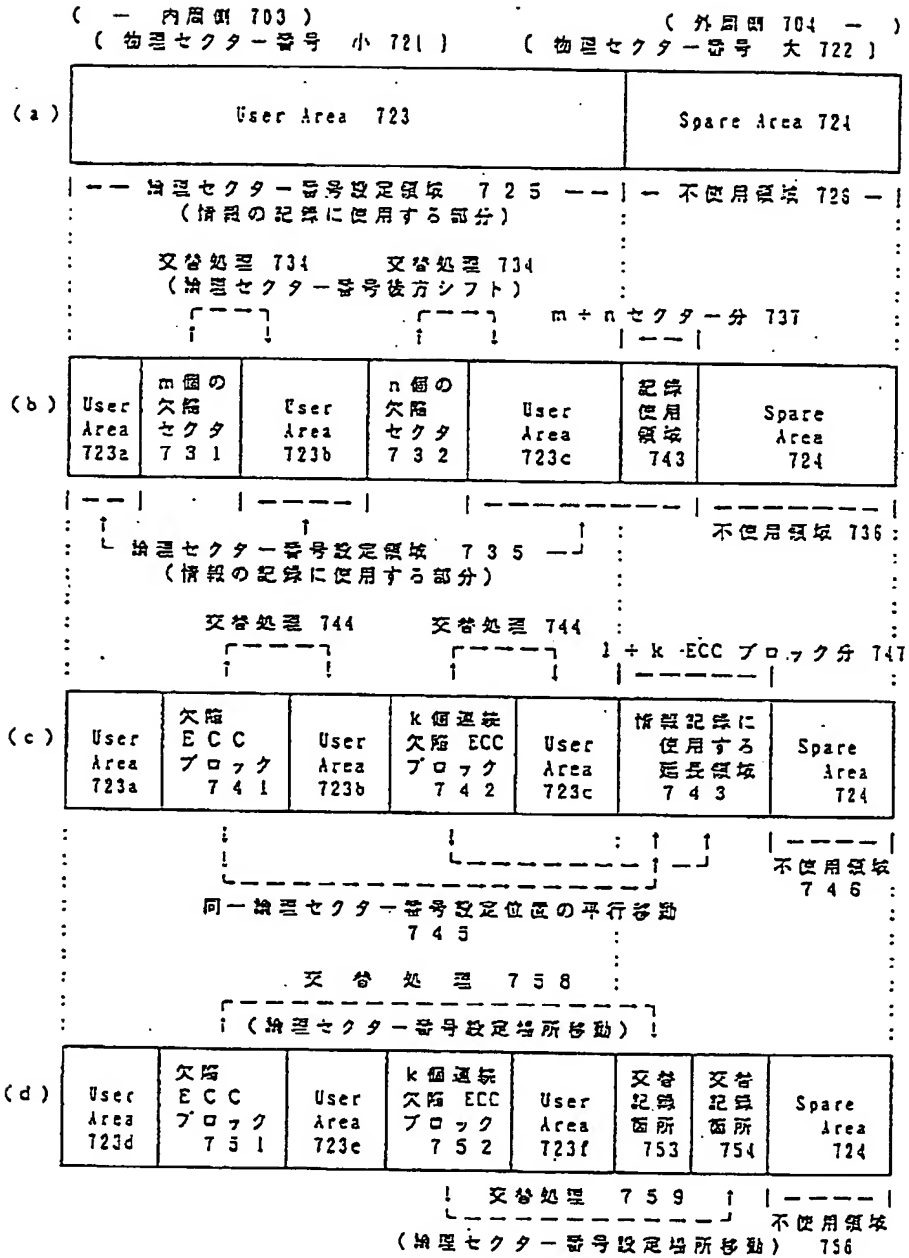 ( ー 内周側 703 )
( 外周側 704 ー )
( 物理セクター番号 小 721 )
( 物理セクター番号 大 722 )
(a)
User Area 723
Spare Area 724
論理セクター番号設定領域 725
不使用領域 726
(情報の記録に使用する部分)
交替処理 734
交替処理 734
(論理セクター番号後方シフト)
m÷nセクター分 737
(b)
User
Area
723a
m個の
欠陥
セクタ
731
User
Area
723b
n個の
欠陥
セクタ
732
User
Area
723c
記録
使用
領域
743
Spare
Area
724
論理セクター番号設定領域 735
不使用領域 736
(情報の記録に使用する部分)
交替処理 744
交替処理 744
1÷k ECCブロック分 747
(c)
User
Area
723a
欠陥
ECC
ブロック
741
User
Area
723b
k個連続
欠陥 ECC
ブロック
742
User
Area
723c
情報記録に
使用する
延長領域
743
Spare
Area
724
不使用領域
746
同一論理セクター番号設定位置の平行移動
745
交替処理 758
(論理セクター番号設定場所移動)
(d)
User
Area
723d
欠陥
ECC
ブロック
751
User
Area
723e
k個連続
欠陥 ECC
ブロック
752
User
Area
723f
交替
記録
箇所
753
交替
記録
箇所
754
Spare
Area
724
交替処理 759
不使用領域
756
(論理セクター番号設定場所移動)